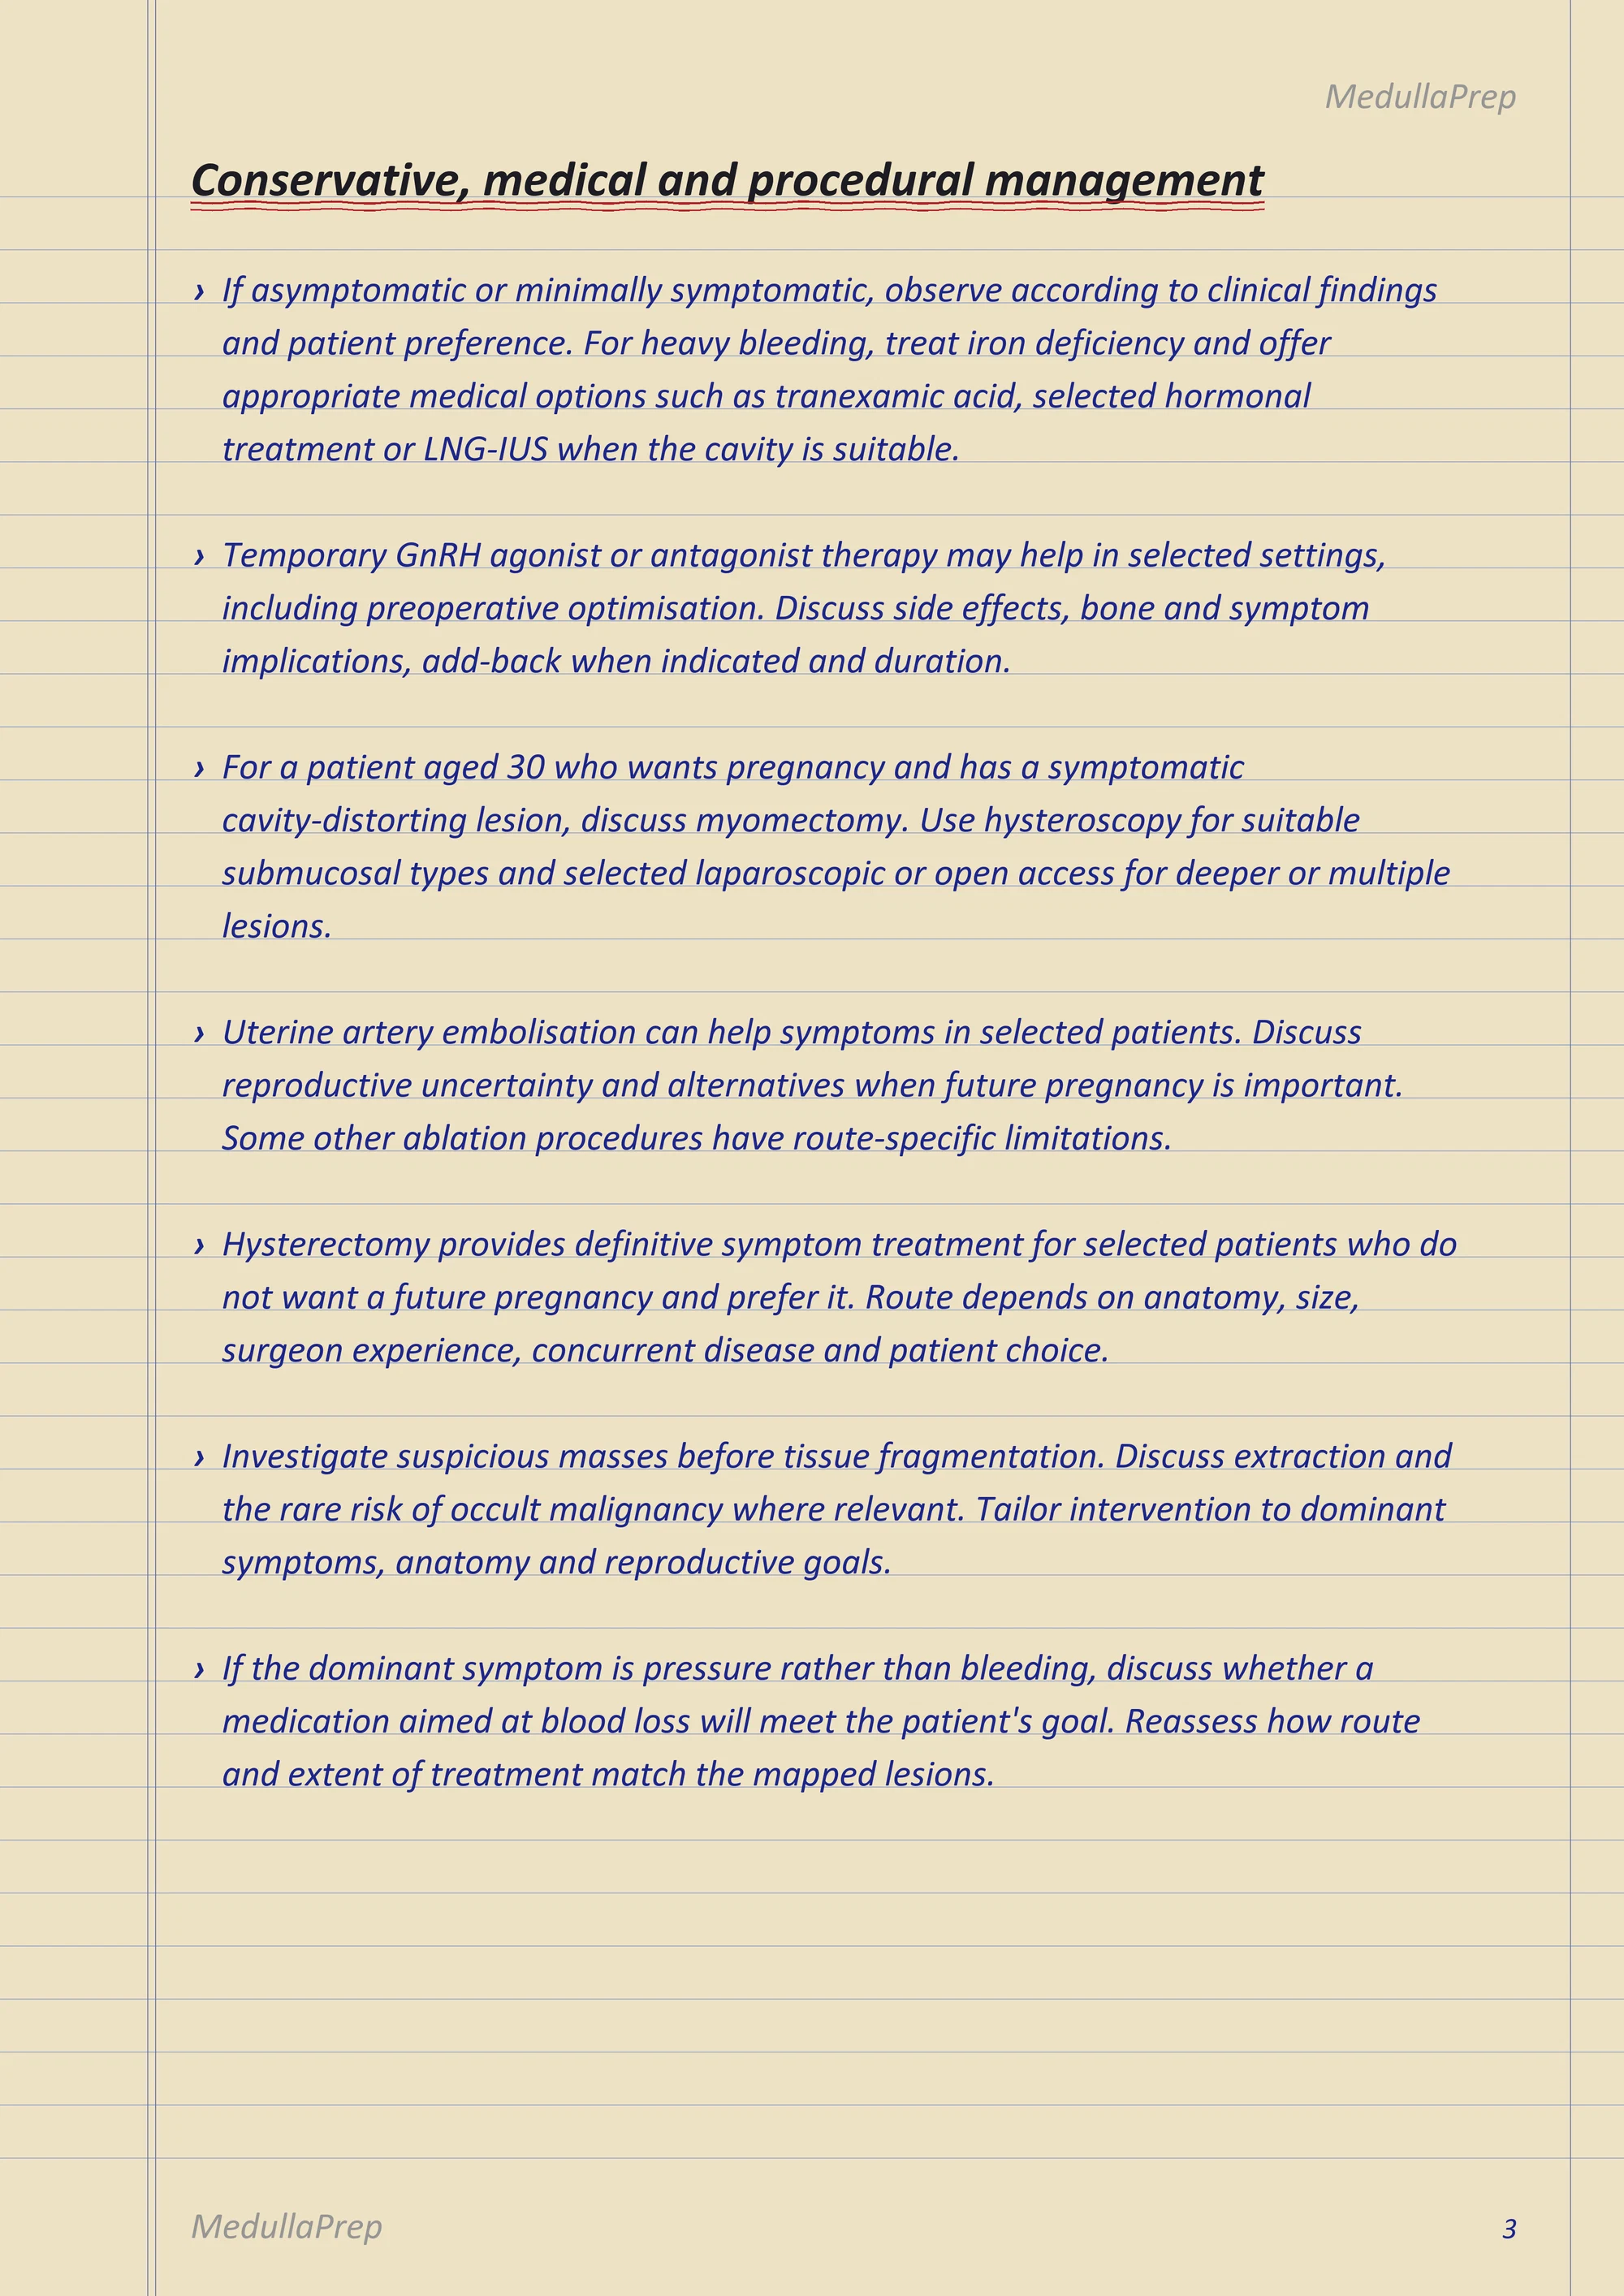 MedullaPrep
Conservative, medical and procedural management
› If asymptomatic or minimally symptomatic, observe according to clinical findings
and patient preference. For heavy bleeding, treat iron deficiency and offer
appropriate medical options such as tranexamic acid, selected hormonal
treatment or LNG-IUS when the cavity is suitable.
› Temporary GnRH agonist or antagonist therapy may help in selected settings,
including preoperative optimisation. Discuss side effects, bone and symptom
implications, add-back when indicated and duration.
› For a patient aged 30 who wants pregnancy and has a symptomatic
cavity-distorting lesion, discuss myomectomy. Use hysteroscopy for suitable
submucosal types and selected laparoscopic or open access for deeper or multiple
lesions.
› Uterine artery embolisation can help symptoms in selected patients. Discuss
reproductive uncertainty and alternatives when future pregnancy is important.
Some other ablation procedures have route-specific limitations.
› Hysterectomy provides definitive symptom treatment for selected patients who do
not want a future pregnancy and prefer it. Route depends on anatomy, size,
surgeon experience, concurrent disease and patient choice.
› Investigate suspicious masses before tissue fragmentation. Discuss extraction and
the rare risk of occult malignancy where relevant. Tailor intervention to dominant
symptoms, anatomy and reproductive goals.
› If the dominant symptom is pressure rather than bleeding, discuss whether a
medication aimed at blood loss will meet the patient's goal. Reassess how route
and extent of treatment match the mapped lesions.
MedullaPrep
3